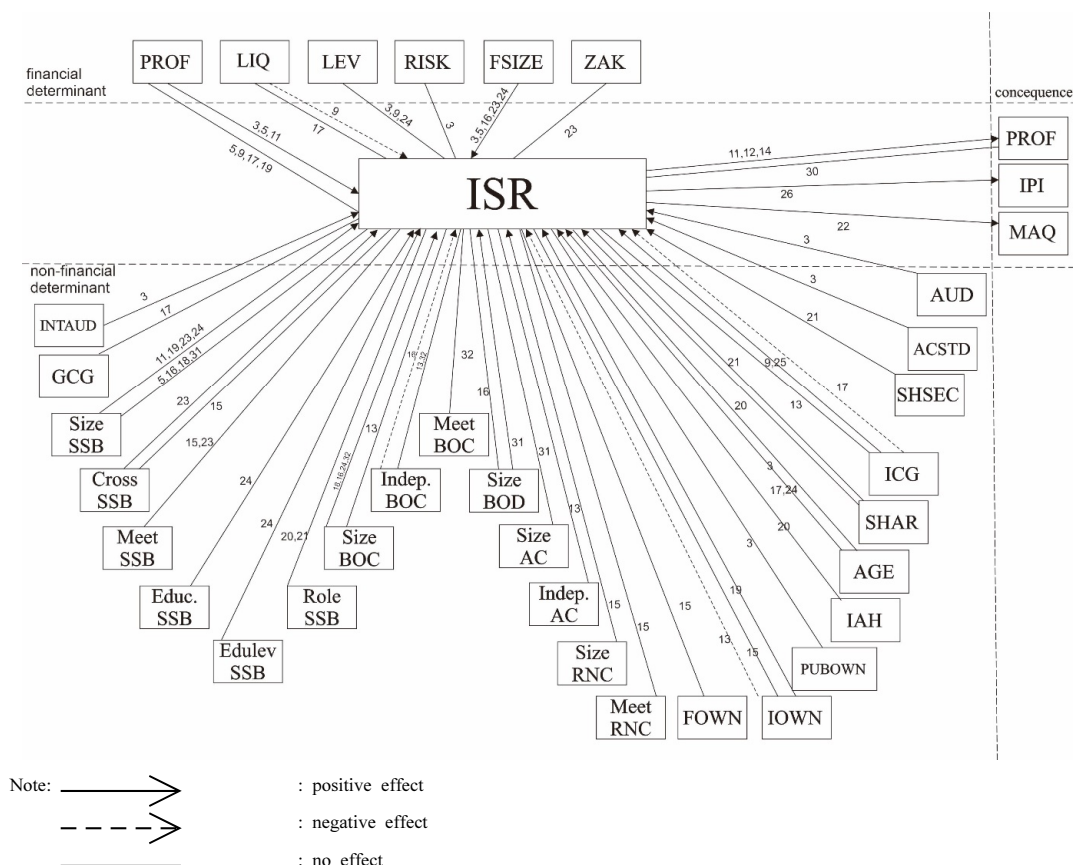 PROF
LIQ
LEV
RISK
FSIZE
ZAK
financial
determinant
concequence
9
17
3,9,24
3
3,5,16,23,24
23
3,5,11
5,9,17,19
ISR
11,12,14
30
26
22
PROF
IPI
MAQ
non-financial
determinant
3
AUD
3
ACSTD
21
SHSEC
INTAUD
3
GCG
17
Size
SSB
11,19,23,24
5,16,18,31
Cross
SSB
23
15
Meet
SSB
15,23
Educ.
SSB
24
Edulev
SSB
24
Role
SSB
20,21
Size
BOC
13
Indep.
BOC
16
13,32
Meet
BOC
32
Size
BOD
16
31
Size
AC
31
Indep.
AC
13
Size
RNC
15
Meet
RNC
15
FOWN
15
IOWN
13
15
19
PUBOWN
3
IAH
20
AGE
3
17,24
SHAR
21
20
ICG
9,25
13
17
Note:
: positive effect
: negative effect
: no effect